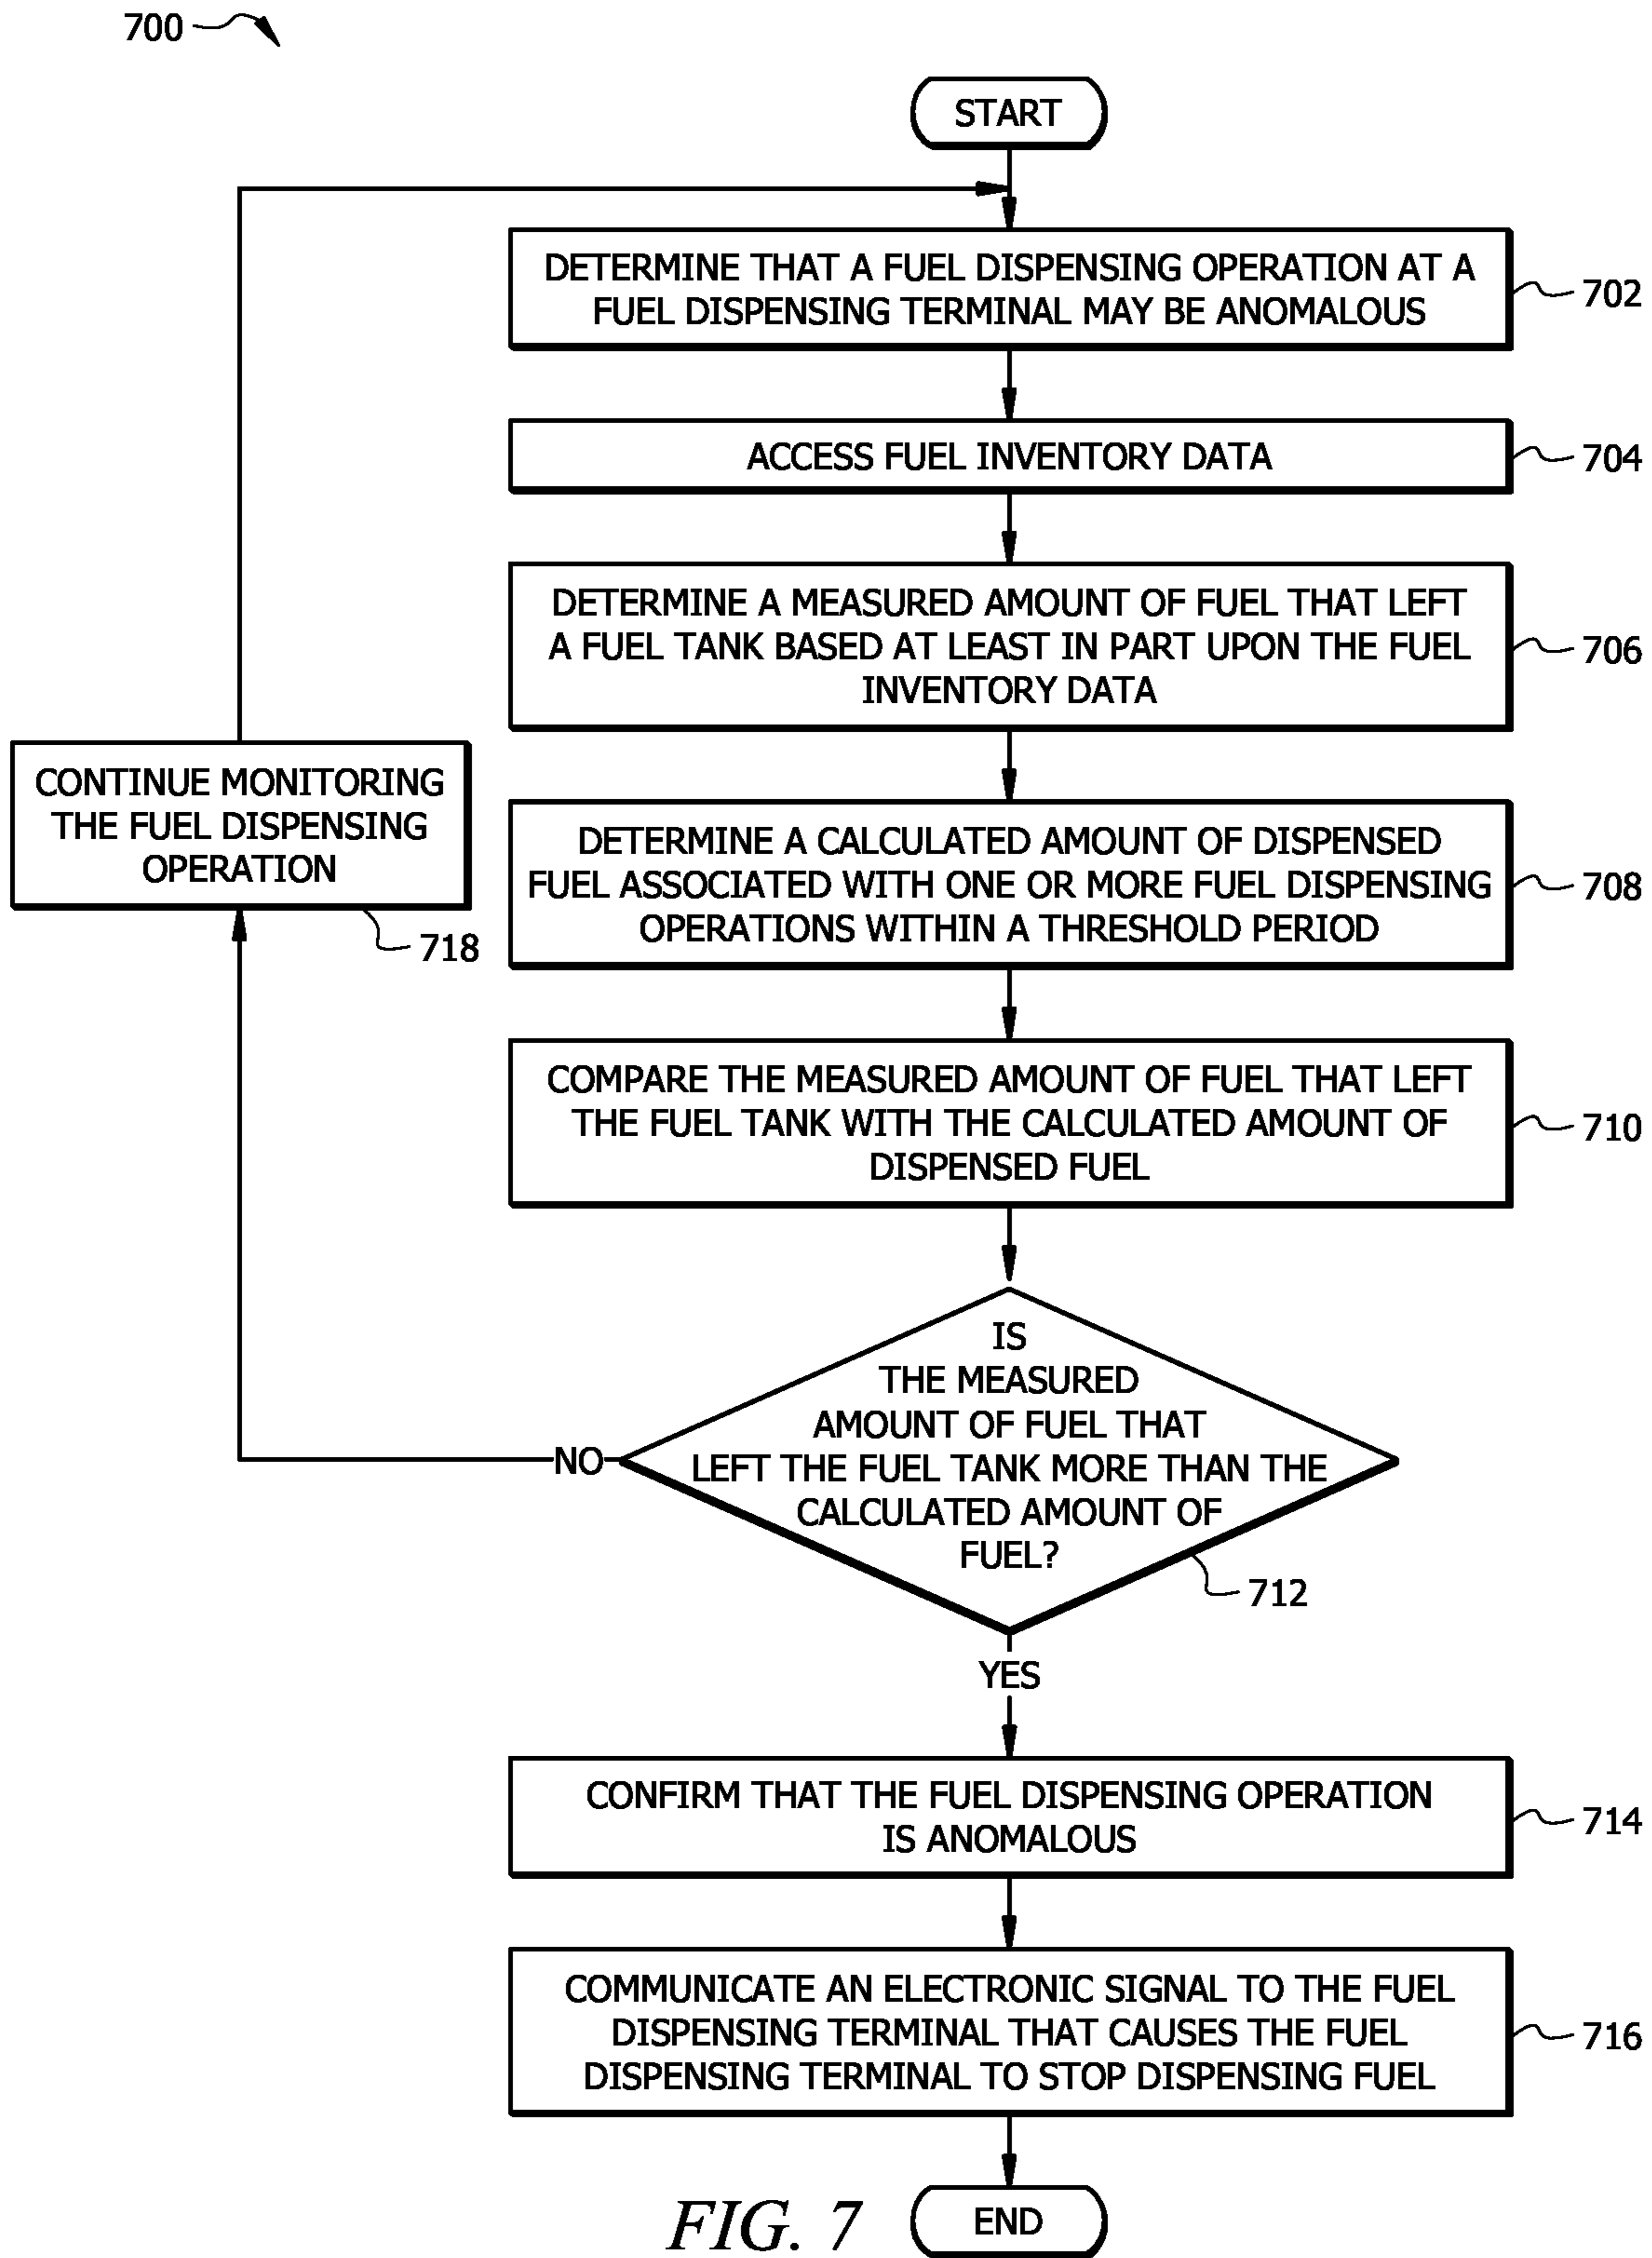 700
START
DETERMINE THAT A FUEL DISPENSING OPERATION AT A
FUEL DISPENSING TERMINAL MAY BE ANOMALOUS
702
ACCESS FUEL INVENTORY DATA
704
DETERMINE A MEASURED AMOUNT OF FUEL THAT LEFT
A FUEL TANK BASED AT LEAST IN PART UPON THE FUEL
INVENTORY DATA
706
CONTINUE MONITORING
THE FUEL DISPENSING
OPERATION
718
DETERMINE A CALCULATED AMOUNT OF DISPENSED
FUEL ASSOCIATED WITH ONE OR MORE FUEL DISPENSING
OPERATIONS WITHIN A THRESHOLD PERIOD
708
COMPARE THE MEASURED AMOUNT OF FUEL THAT LEFT
THE FUEL TANK WITH THE CALCULATED AMOUNT OF
DISPENSED FUEL
710
IS
THE MEASURED
AMOUNT OF FUEL THAT
LEFT THE FUEL TANK MORE THAN THE
CALCULATED AMOUNT OF
FUEL?
712
NO
YES
CONFIRM THAT THE FUEL DISPENSING OPERATION
IS ANOMALOUS
714
COMMUNICATE AN ELECTRONIC SIGNAL TO THE FUEL
DISPENSING TERMINAL THAT CAUSES THE FUEL
DISPENSING TERMINAL TO STOP DISPENSING FUEL
716
FIG. 7
END